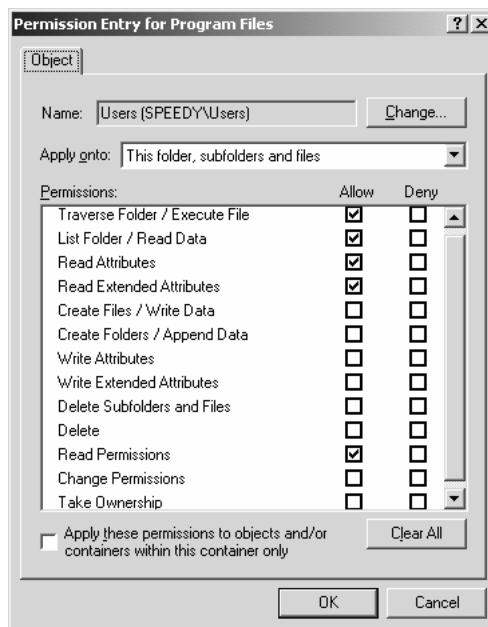 Permission Entry for Program Files
Object
Name: Users (SPEEDY\Users) Change...
Apply onto: This folder, subfolders and files
Permissions: Allow Deny
Traverse Folder / Execute File
List Folder / Read Data
Read Attributes
Read Extended Attributes
Create Files / Write Data
Create Folders / Append Data
Write Attributes
Write Extended Attributes
Delete Subfolders and Files
Delete
Read Permissions
Change Permissions
Take Ownership
Apply these permissions to objects and/or Clear All
containers within this container only
OK Cancel